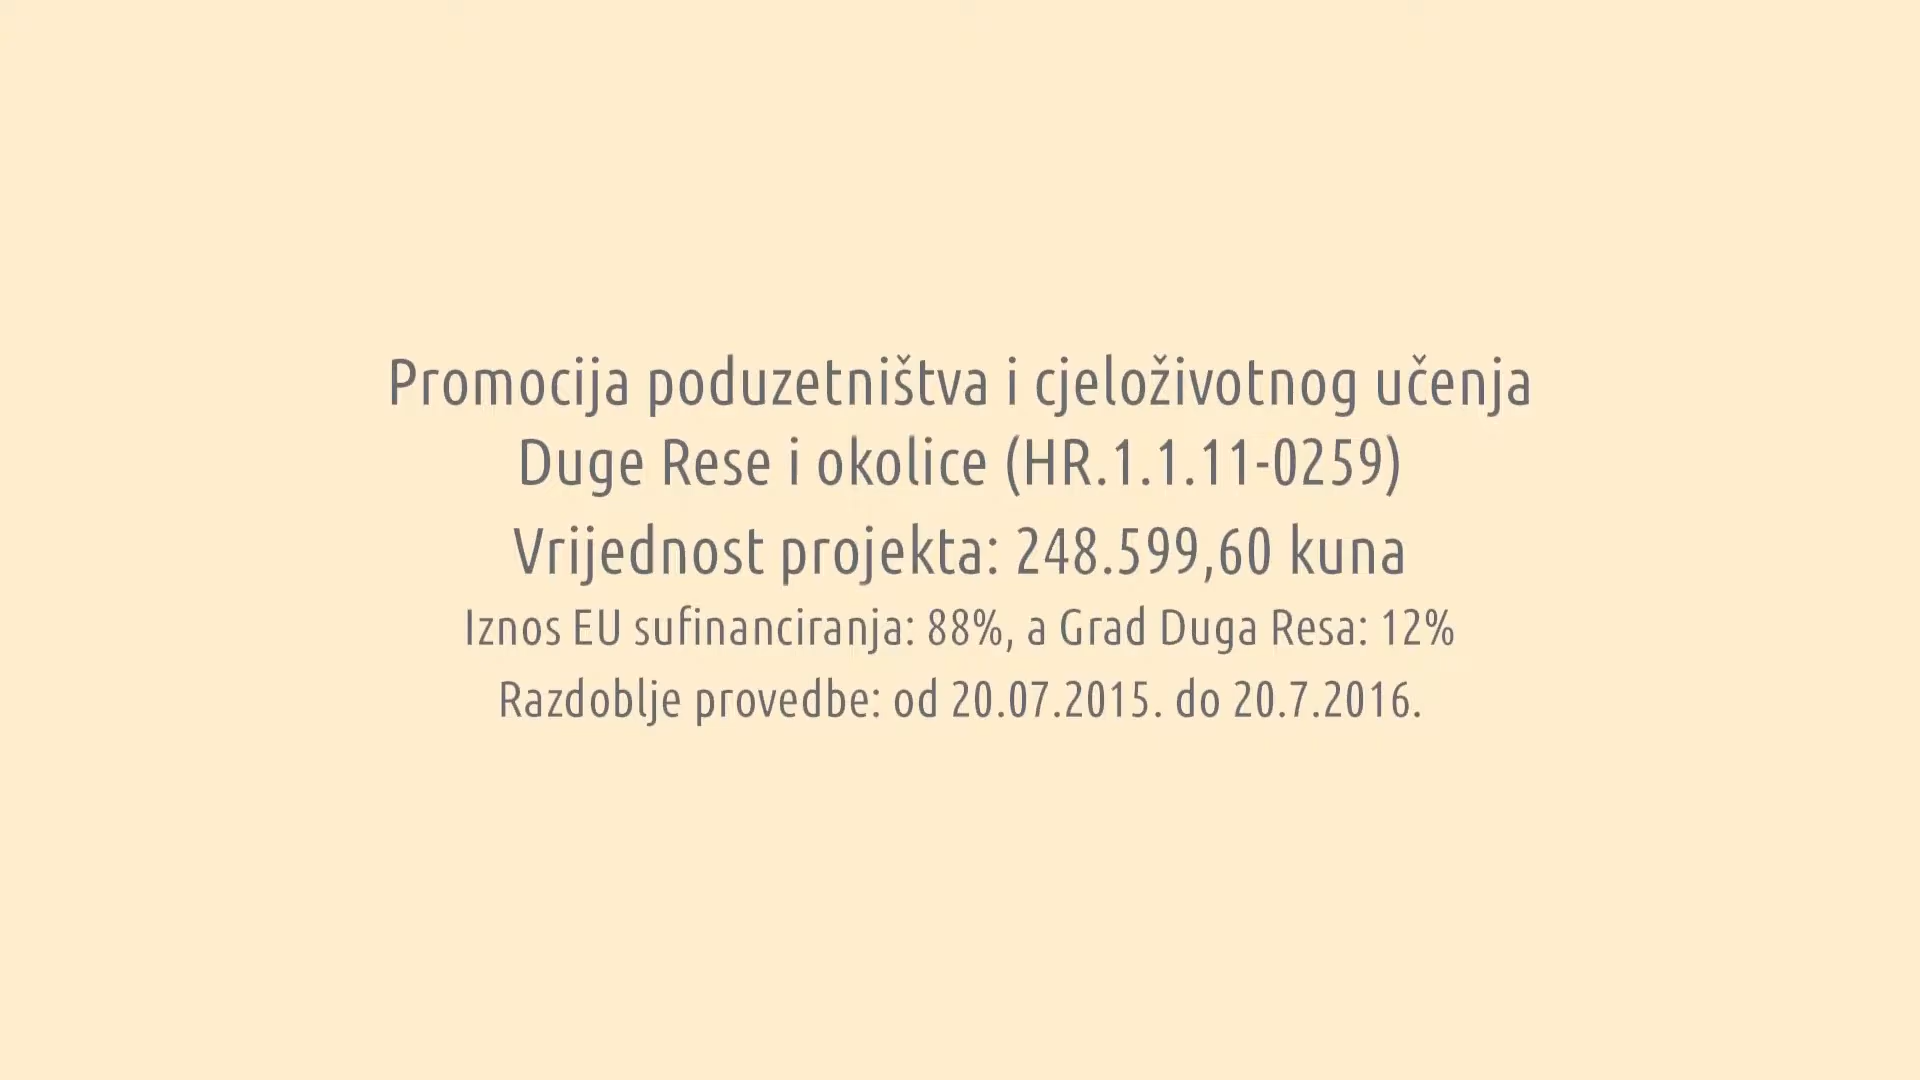 Promocija poduzetništva i cjeloživotnog učenja
Duge Rese i okolice (HR.1.1.11-0259)
Vrijednost projekta: 248.599,60 kuna
Iznos EU sufinanciranja: 88%, a Grad Duga Resa: 12%
Razdoblje provedbe: od 20.07.2015. do 20.7.2016.